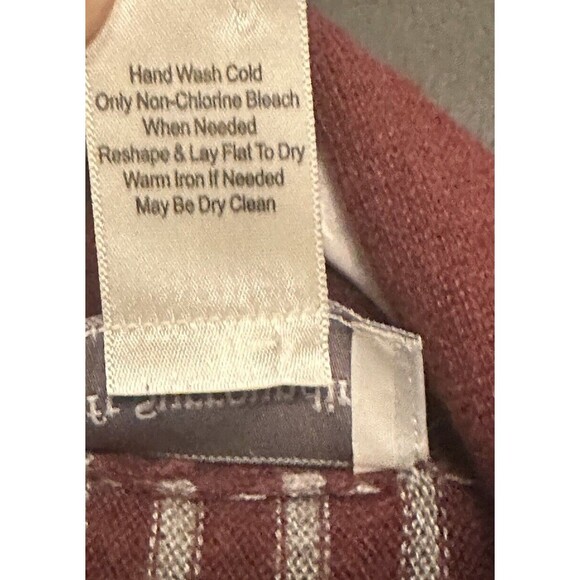 Hand Wash Cold
Only Non-Chlorine Bleach
When Needed
Reshape & Lay Flat To Dry
Warm Iron If Needed
May Be Dry Clean